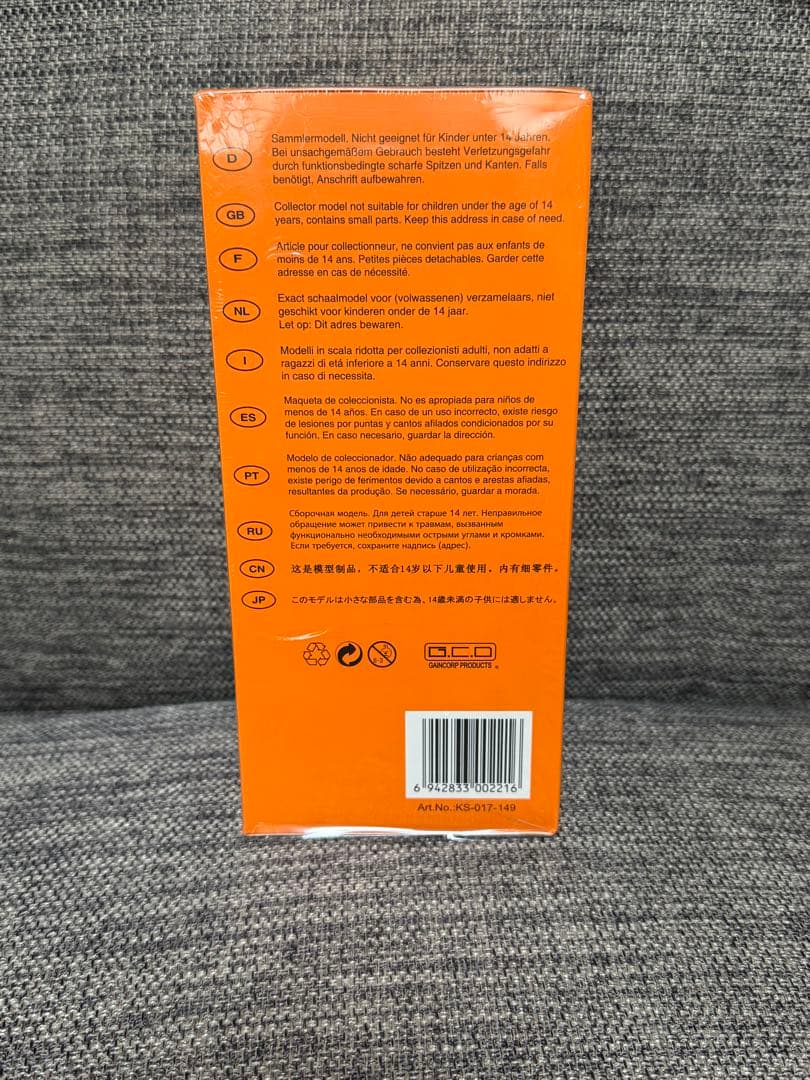 D
Sammlermodell. Nicht geeignet für Kinder unter 14 Jahren.
Bei unsachgemäßem Gebrauch besteht Verletzungsgefahr
durch funktionsbedingte scharfe Spitzen und Kanten. Falls
benötigt, Anschrift aufbewahren.
GB
Collector model not suitable for children under the age of 14
years, contains small parts. Keep this address in case of need.
F
Article pour collectionneur, ne convient pas aux enfants de
moins de 14 ans. Petites pièces detachables. Garder cette
adresse en cas de nécessité.
NL
Exact schaalmodel voor (volwassenen) verzamelaars, niet
geschikt voor kinderen onder de 14 jaar.
Let op: Dit adres bewaren.
I
Modelli in scala ridotta per collezionisti adulti, non adatti a
ragazzi di etá inferiore a 14 anni. Conservare questo indirizzo
in caso di necessita.
ES
Maqueta de coleccionista. No es apropiada para niños de
menos de 14 años. En caso de un uso incorrecto, existe riesgo
de lesiones por puntas y cantos afilados condicionados por su
función. En caso necesario, guardar la dirección.
PT
Modelo de coleccionador. Não adequado para crianças com
menos de 14 anos de idade. No caso de utilização incorrecta,
existe perigo de ferimentos devido a cantos e arestas afiadas,
resultantes da produção. Se necessário, guardar a morada.
RU
Сборочная модель. Для детей старше 14 лет. Неправильное
обращение может привести к травмам, вызванным
функционально необходимыми острыми углами и кромками.
Если требуется, сохраните надпись (адрес).
CN
这是模型制品，不适合14岁以下儿童使用。内有细零件。
JP
このモデルは小さな部品を含む為、14歳未満の子供には適しません。
0-3
G.C.D
GAINCORP PRODUCTS
6 942833 002216
Art.No.:KS-017-149